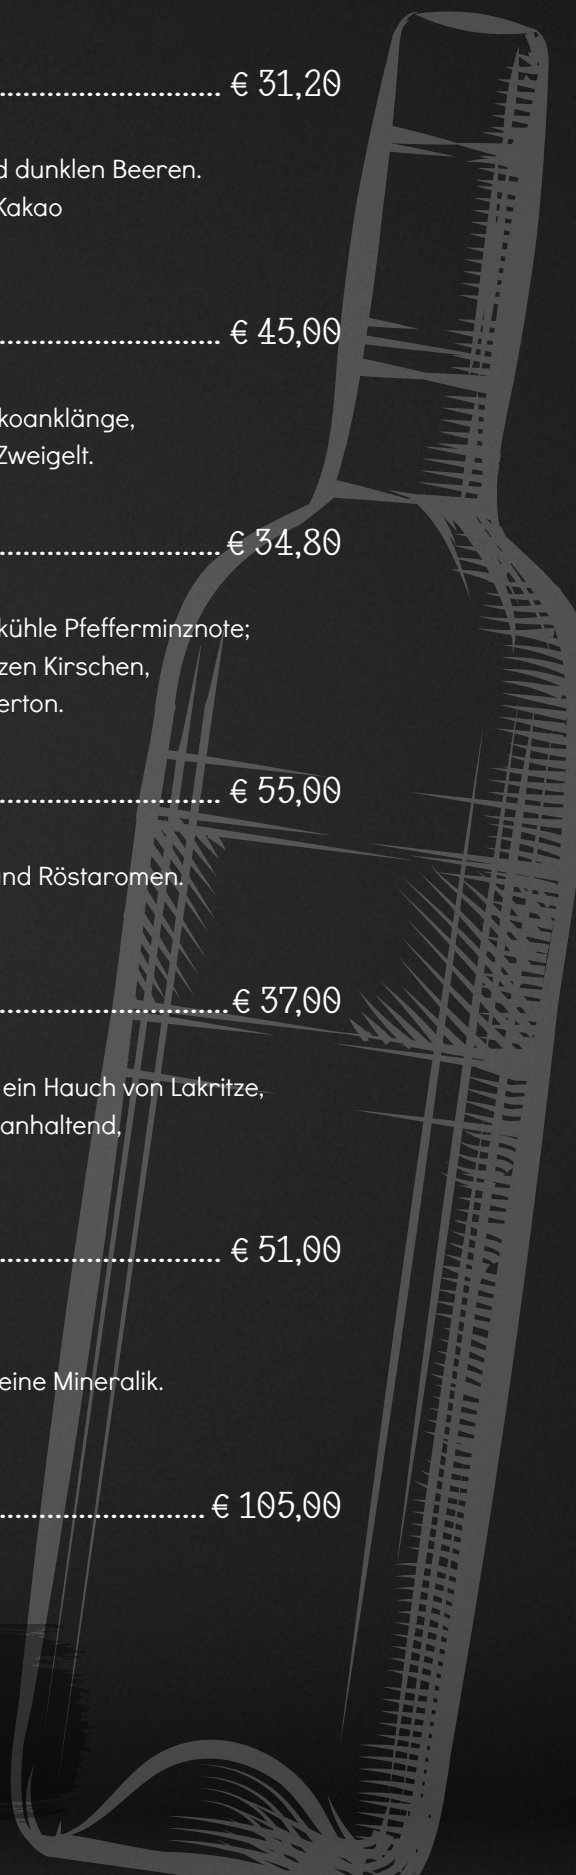 € 31,20
dunklen Beeren.
Kakao
€ 45,00
koanklänge,
Zweigelt.
€ 34,80
kühle Pfefferminznote;
zen Kirschen,
erton.
€ 55,00
und Röstaromen.
€ 37,00
ein Hauch von Lakritze,
anhaltend,
€ 51,00
eine Mineralik.
€ 105,00